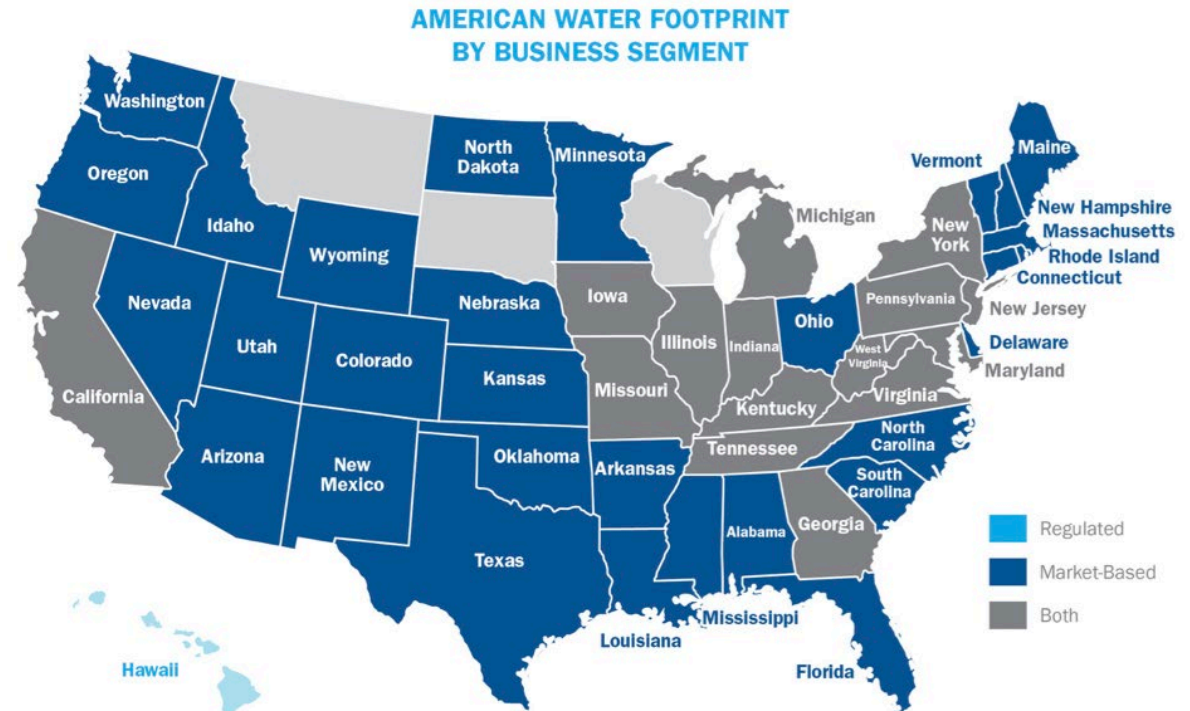 AMERICAN WATER FOOTPRINT
BY BUSINESS SEGMENT
Washington
Oregon
Idaho
North
Dakota
Minnesota
Wyoming
Nevada
Utah
Colorado
Nebraska
Kansas
California
Arizona
New
Mexico
Oklahoma
Texas
Iowa
Missouri
Arkansas
Illinois
Indiana
Michigan
Ohio
Kentucky
Tennessee
West
Virginia
Virginia
Pennsylvania
New
York
Vermont
Maine
New Hampshire
Massachusetts
Rhode Island
Connecticut
New Jersey
Delaware
Maryland
North
Carolina
South
Carolina
Georgia
Alabama
Mississippi
Louisiana
Florida
Hawaii
Regulated
Market-Based
Both